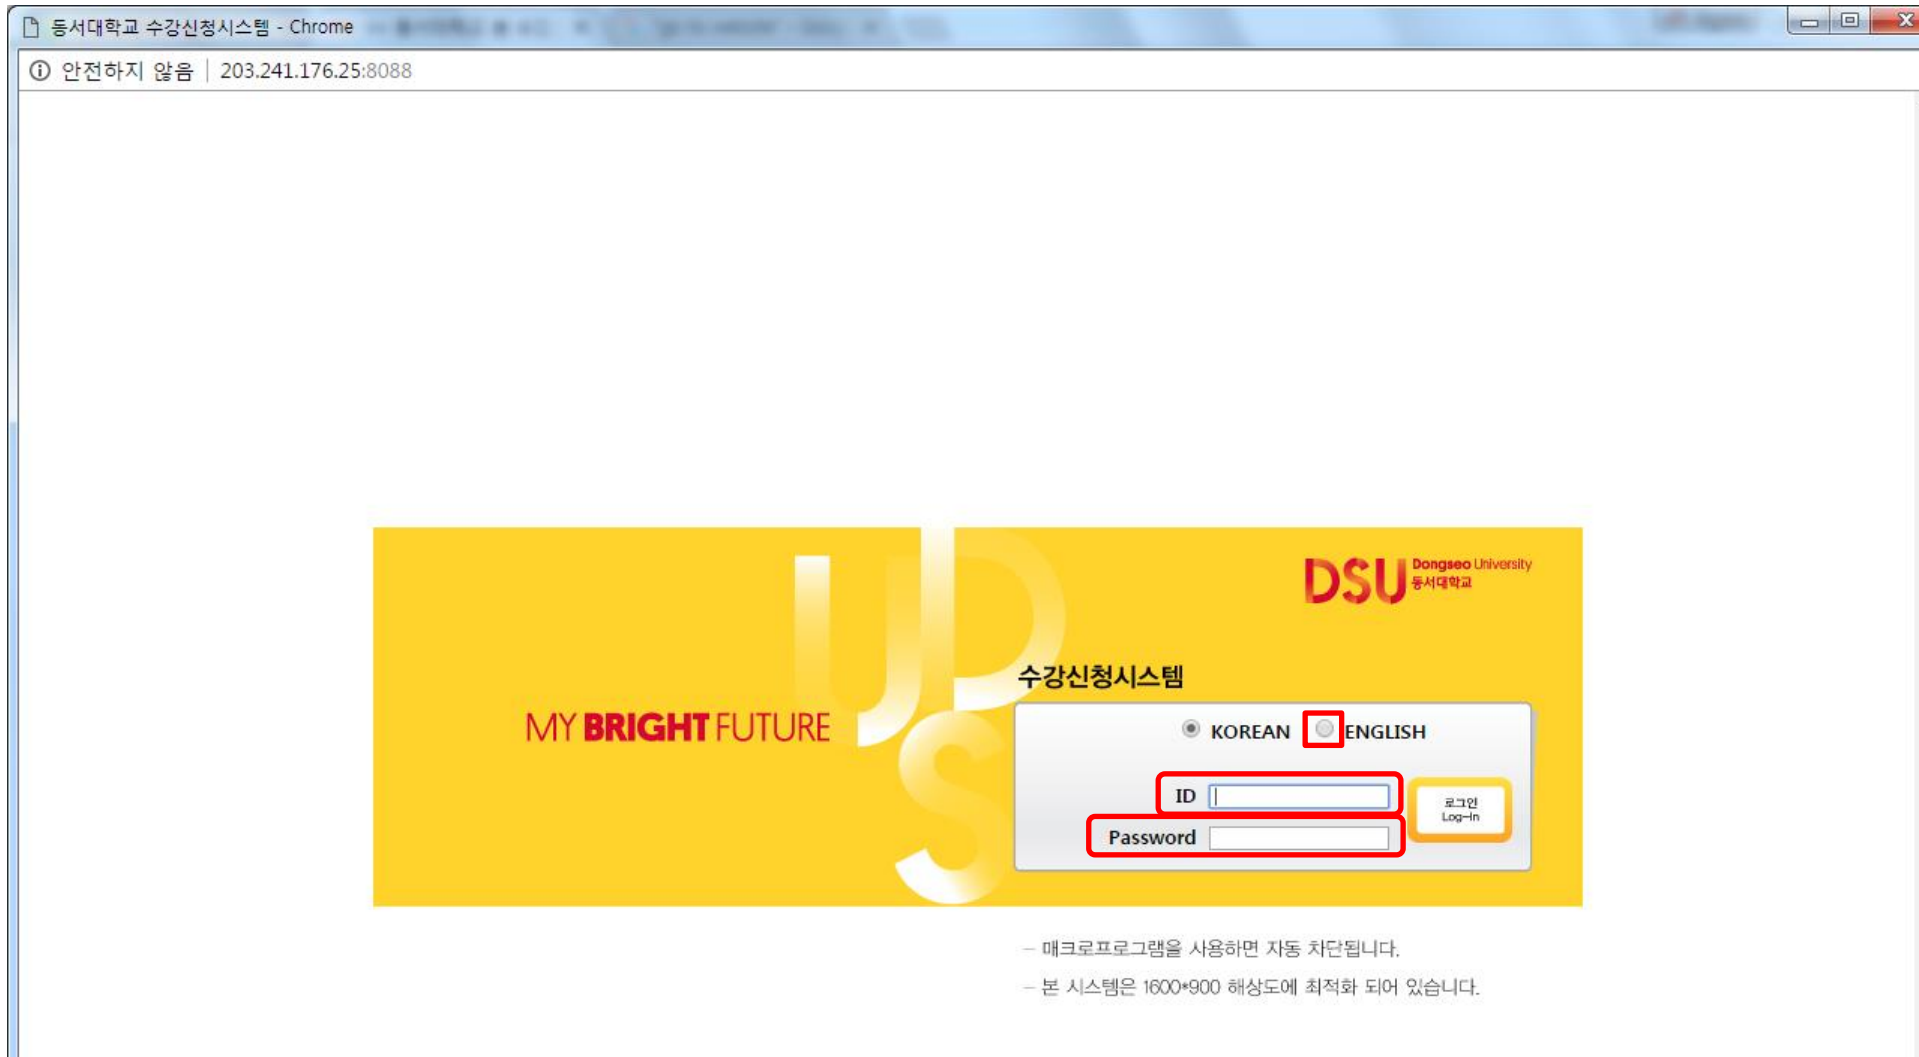 동서대학교 수강신청시스템 - Chrome
안전하지 않음 | 203.241.176.25:8088
DSU Dongseo University
동서대학교
수강신청시스템
MY BRIGHT FUTURE
KOREAN ENGLISH
ID
Password
로그인
Log-In
- 매크로프로그램을 사용하면 자동 차단됩니다.
- 본 시스템은 1600*900 해상도에 최적화 되어 있습니다.